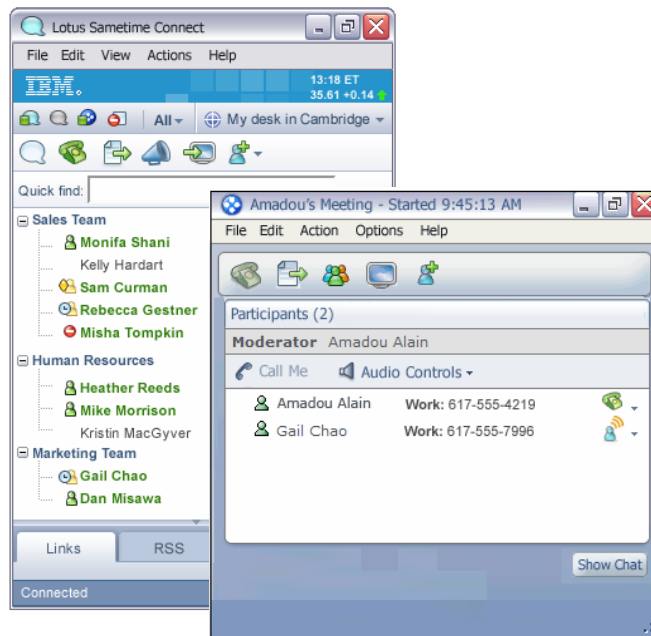 Lotus Sametime Connect
File Edit View Actions Help
IBM.
13:18 ET
35.61 +0.14
All
My desk in Cambridge
Quick find:
Sales Team
Monifa Shani
Kelly Hardart
Sam Curman
Rebecca Gestner
Misha Tompkin
Human Resources
Heather Reeds
Mike Morrison
Kristin MacGyver
Marketing Team
Gail Chao
Dan Misawa
Links RSS
Connected
Amadou's Meeting - Started 9:45:13 AM
File Edit Action Options Help
Participants (2)
Moderator Amadou Alain
Call Me Audio Controls
Amadou Alain Work: 617-555-4219
Gail Chao Work: 617-555-7996
Show Chat